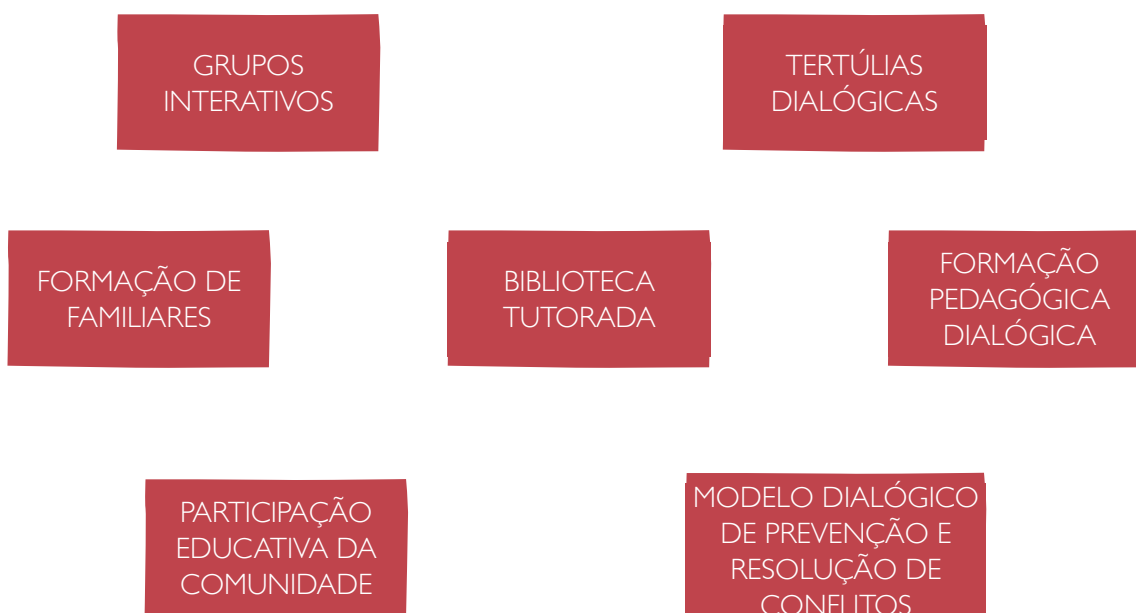 GRUPOS
INTERATIVOS
TERTÚLIAS
DIALÓGICAS
FORMAÇÃO DE
FAMILIARES
BIBLIOTECA
TUTORADA
FORMAÇÃO
PEDAGÓGICA
DIALÓGICA
PARTICIPAÇÃO
EDUCATIVA DA
COMUNIDADE
MODELO DIALÓGICO
DE PREVENÇÃO E
RESOLUÇÃO DE
CONFLITOS